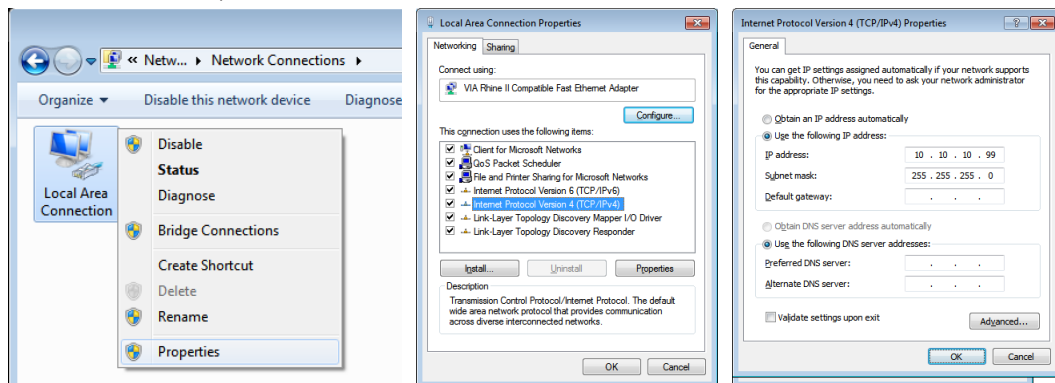 « Netw... ▸ Network Connections ▸
Organize ▾ Disable this network device Diagnose
Local Area
Connection
Disable
Status
Diagnose
Bridge Connections
Create Shortcut
Delete
Rename
Properties
Local Area Connection Properties
Networking Sharing
Connect using:
VIA Rhine II Compatible Fast Ethernet Adapter
Configure...
This connection uses the following items:
Client for Microsoft Networks
QoS Packet Scheduler
File and Printer Sharing for Microsoft Networks
Internet Protocol Version 6 (TCP/IPv6)
Internet Protocol Version 4 (TCP/IPv4)
Link-Layer Topology Discovery Mapper I/O Driver
Link-Layer Topology Discovery Responder
Install... Uninstall Properties
Description
Transmission Control Protocol/Internet Protocol. The default
wide area network protocol that provides communication
across diverse interconnected networks.
OK Cancel
Internet Protocol Version 4 (TCP/IPv4) Properties
General
You can get IP settings assigned automatically if your network supports
this capability. Otherwise, you need to ask your network administrator
for the appropriate IP settings.
Obtain an IP address automatically
Use the following IP address:
IP address: 10 . 10 . 10 . 99
Subnet mask: 255 . 255 . 255 . 0
Default gateway: . . .
Obtain DNS server address automatically
Use the following DNS server addresses:
Preferred DNS server: . . .
Alternate DNS server: . . .
Validate settings upon exit
Advanced...
OK Cancel